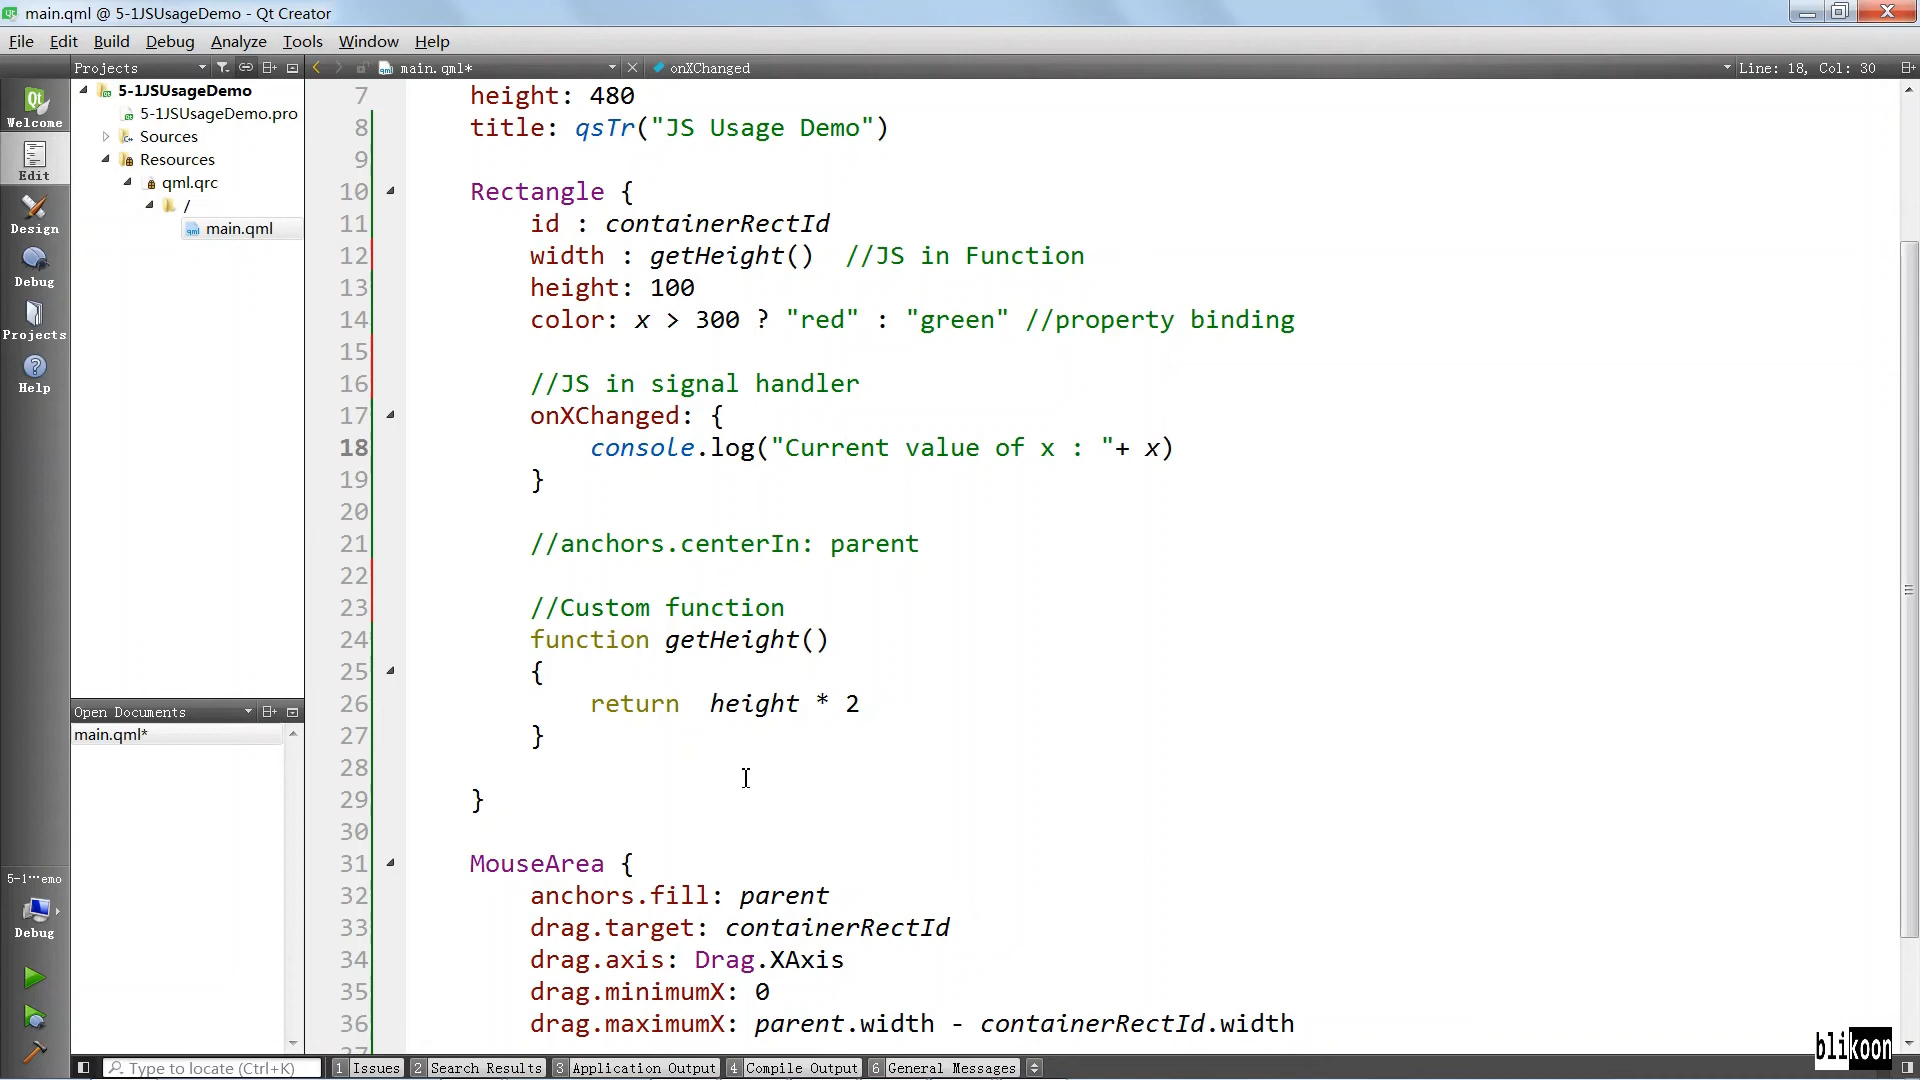 main.qml @ 5-1JSUsageDemo - Qt Creator
File Edit Build Debug Analyze Tools Window Help
Projects main.qml* onXChanged Line: 18, Col: 30
Welcome
Edit
Design
Debug
Projects
Help
5-1···emo
Debug
5-1JSUsageDemo
5-1JSUsageDemo.pro
Sources
Resources
qml.qrc
/
main.qml
Open Documents
main.qml*
7 height: 480
8 title: qsTr("JS Usage Demo")
9
10 Rectangle {
11 id : containerRectId
12 width : getHeight()  //JS in Function
13 height: 100
14 color: x > 300 ? "red" : "green" //property binding
15
16 //JS in signal handler
17 onXChanged: {
18 console.log("Current value of x : "+ x)
19 }
20
21 //anchors.centerIn: parent
22
23 //Custom function
24 function getHeight()
25 {
26 return  height * 2
27 }
28
29 }
30
31 MouseArea {
32 anchors.fill: parent
33 drag.target: containerRectId
34 drag.axis: Drag.XAxis
35 drag.minimumX: 0
36 drag.maximumX: parent.width - containerRectId.width
blikoon
Type to locate (Ctrl+K) 1 Issues 2 Search Results 3 Application Output 4 Compile Output 6 General Messages